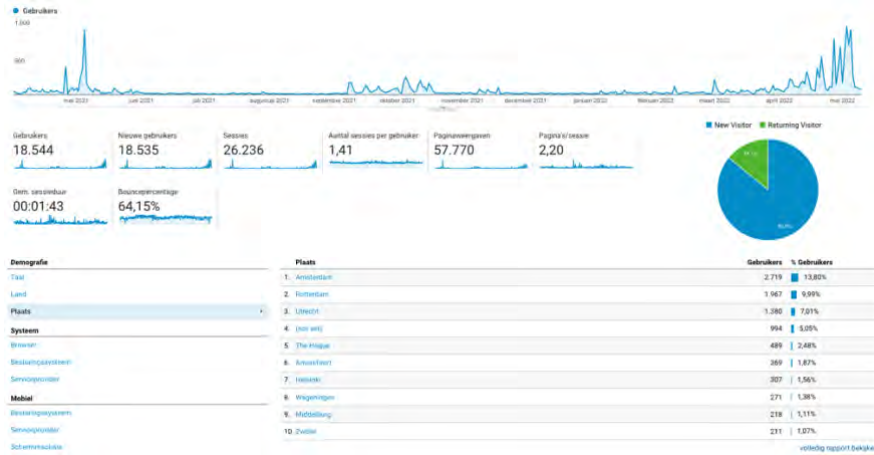 Gebruikers
1.000
500
mei 2021 juni 2021 juli 2021 augustus 2021 september 2021 oktober 2021 november 2021 december 2021 januari 2022 februari 2022 maart 2022 april 2022 mei 2022
New Visitor Returning Visitor
Gebruikers Nieuwe gebruikers Sessies Aantal sessies per gebruiker Paginaweergaven Pagina's/sessie
18.544 18.535 26.236 1,41 57.770 2,20
Gem. sessieduur Bouncepercentage
00:01:43 64,15%
Demografie
Taal
Land
Plaats
Systeem
Browser
Besturingssysteem
Serviceprovider
Mobiel
Besturingssysteem
Serviceprovider
Schermresolutie
Plaats Gebruikers % Gebruikers
1. Amsterdam 2.719 13,80%
2. Rotterdam 1.967 9,99%
3. Utrecht 1.380 7,01%
4. (not set) 994 5,05%
5. The Hague 489 2,48%
6. Amersfoort 369 1,87%
7. Helsinki 307 1,56%
8. Wageningen 271 1,38%
9. Middelburg 218 1,11%
10. Zwolle 211 1,07%
volledig rapport bekijke